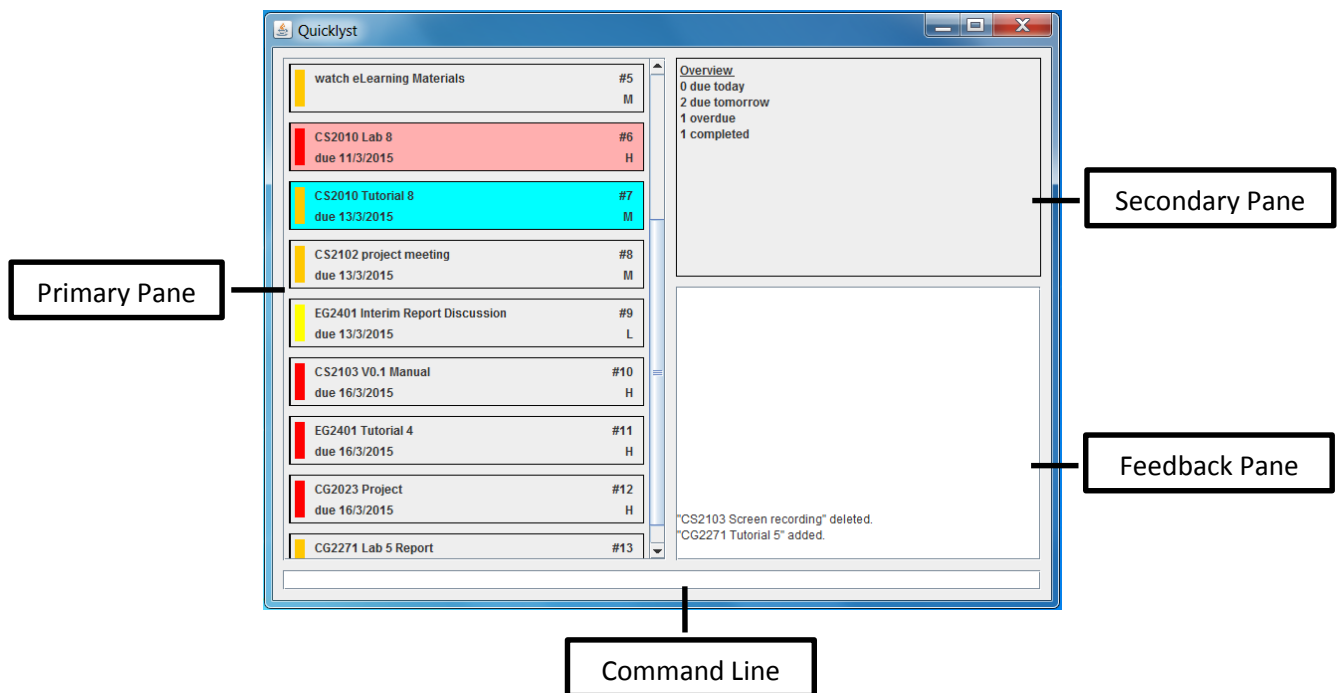 Quicklyst
watch eLearning Materials #5
M
CS2010 Lab 8 #6
due 11/3/2015 H
CS2010 Tutorial 8 #7
due 13/3/2015 M
CS2102 project meeting #8
due 13/3/2015 M
EG2401 Interim Report Discussion #9
due 13/3/2015 L
CS2103 V0.1 Manual #10
due 16/3/2015 H
EG2401 Tutorial 4 #11
due 16/3/2015 H
CG2023 Project #12
due 16/3/2015 H
CG2271 Lab 5 Report #13
Overview
0 due today
2 due tomorrow
1 overdue
1 completed
"CS2103 Screen recording" deleted.
"CG2271 Tutorial 5" added.
Primary Pane
Secondary Pane
Feedback Pane
Command Line